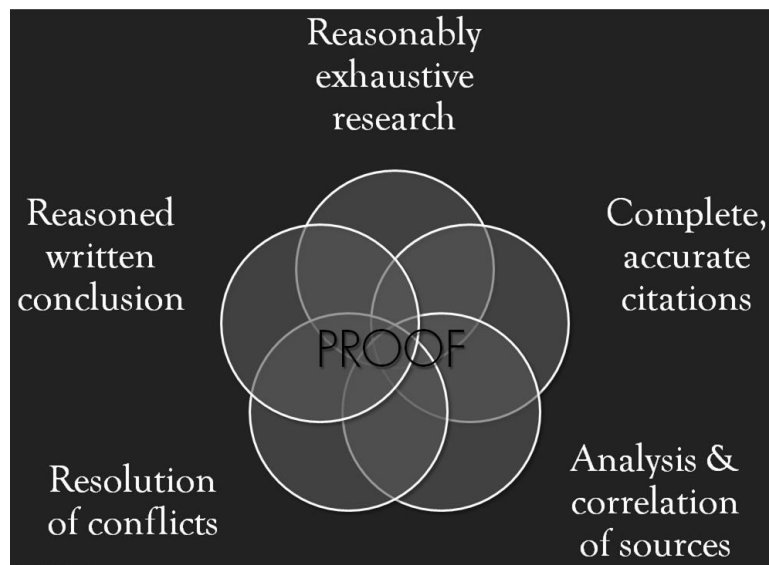 Reasonably
exhaustive
research
Reasoned
written
conclusion
Complete,
accurate
citations
PROOF
Resolution
of conflicts
Analysis &
correlation
of sources